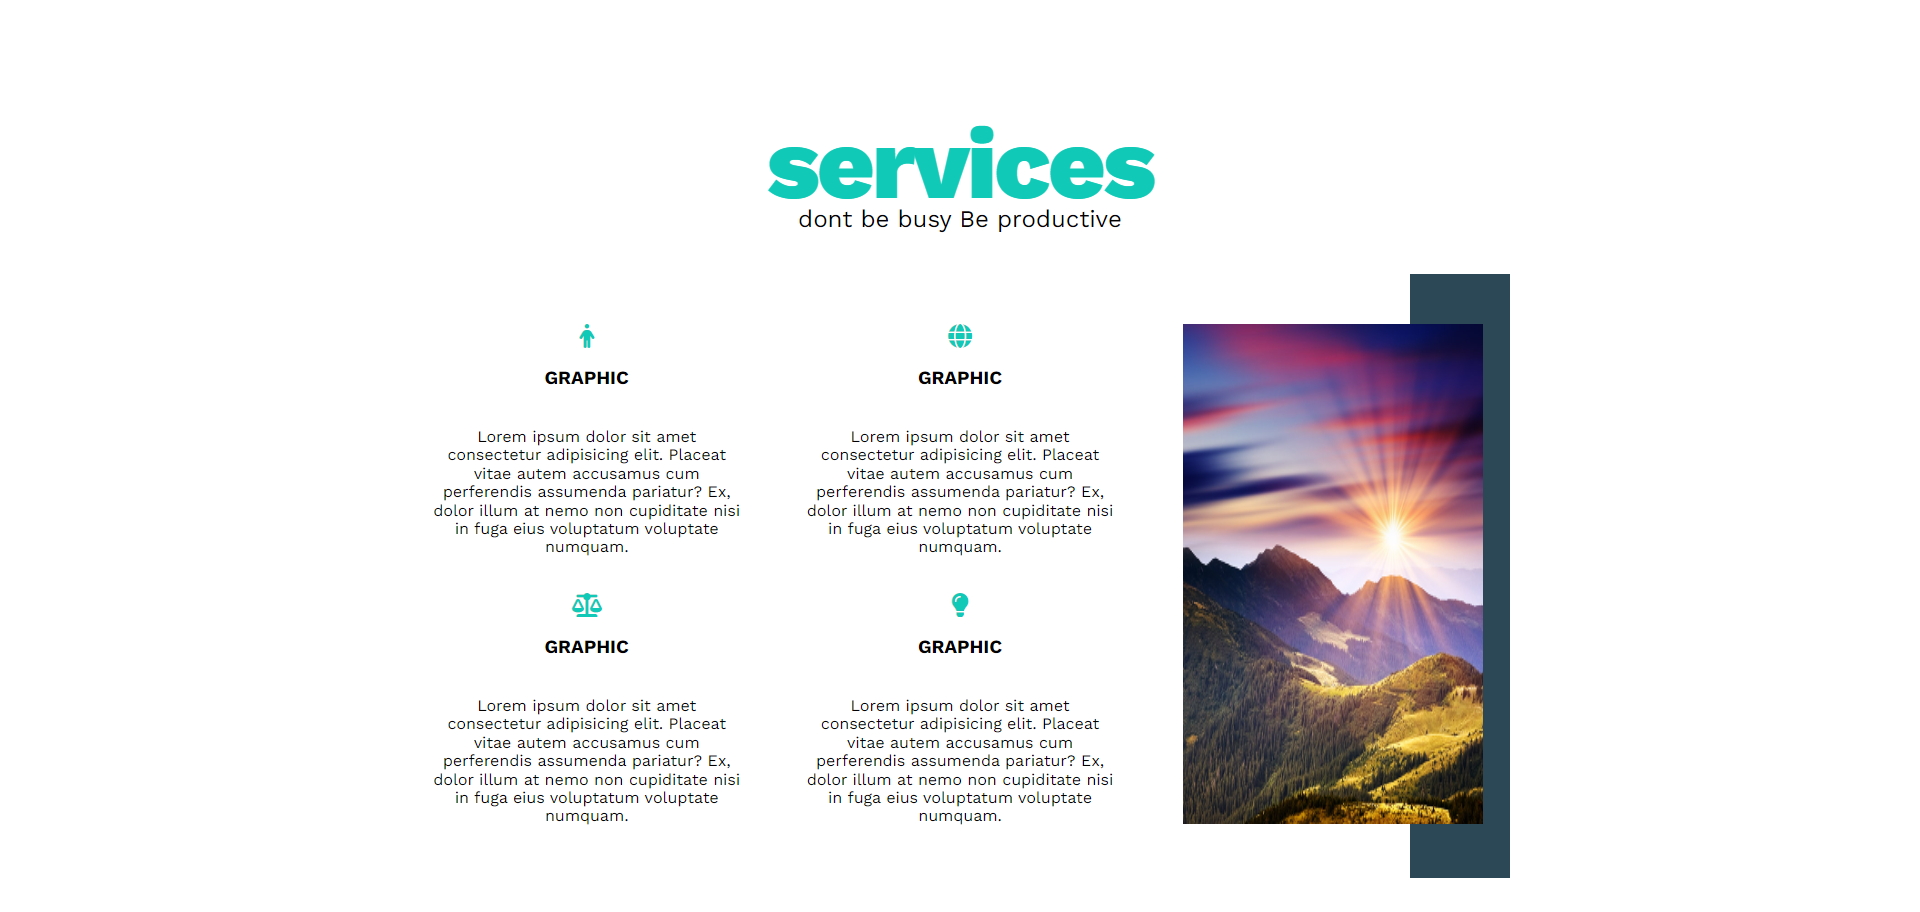 services
dont be busy Be productive
GRAPHIC
Lorem ipsum dolor sit amet
consectetur adipisicing elit. Placeat
vitae autem accusamus cum
perferendis assumenda pariatur? Ex,
dolor illum at nemo non cupiditate nisi
in fuga eius voluptatum voluptate
numquam.
GRAPHIC
Lorem ipsum dolor sit amet
consectetur adipisicing elit. Placeat
vitae autem accusamus cum
perferendis assumenda pariatur? Ex,
dolor illum at nemo non cupiditate nisi
in fuga eius voluptatum voluptate
numquam.
GRAPHIC
Lorem ipsum dolor sit amet
consectetur adipisicing elit. Placeat
vitae autem accusamus cum
perferendis assumenda pariatur? Ex,
dolor illum at nemo non cupiditate nisi
in fuga eius voluptatum voluptate
numquam.
GRAPHIC
Lorem ipsum dolor sit amet
consectetur adipisicing elit. Placeat
vitae autem accusamus cum
perferendis assumenda pariatur? Ex,
dolor illum at nemo non cupiditate nisi
in fuga eius voluptatum voluptate
numquam.